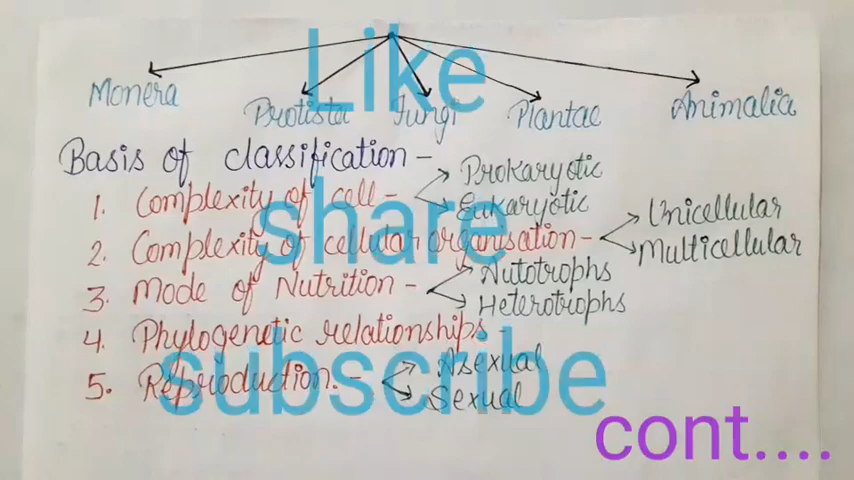 Monera Protista Fungi Plantae Animalia
Basis of classification -
1. Complexity of cell - Prokaryotic
Eukaryotic
2. Complexity of cellular organisation - Unicellular
Multicellular
3. Mode of Nutrition - Autotrophs
Heterotrophs
4. Phylogenetic relationships -
5. Reproduction. - Asexual
Sexual
Like
share
subscribe
cont....